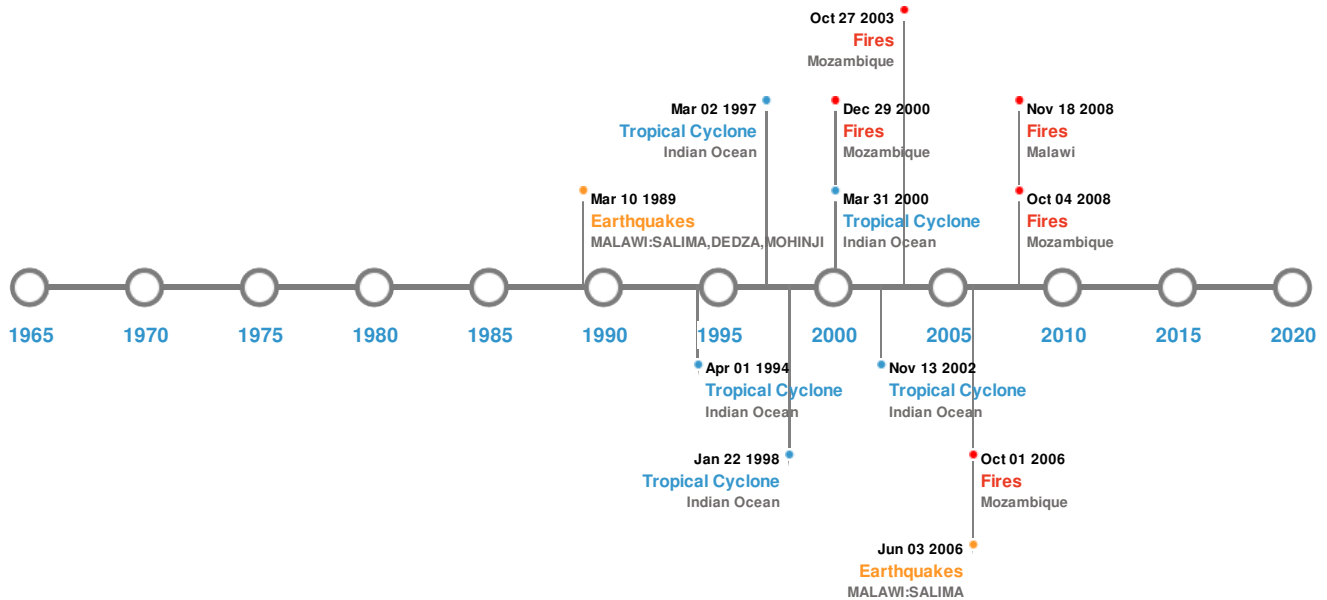 Oct 27 2003
Fires
Mozambique
Mar 02 1997
Tropical Cyclone
Indian Ocean
Dec 29 2000
Fires
Mozambique
Nov 18 2008
Fires
Malawi
Mar 10 1989
Earthquakes
MALAWI:SALIMA,DEDZA,MOHINJI
Mar 31 2000
Tropical Cyclone
Indian Ocean
Oct 04 2008
Fires
Mozambique
1965 1970 1975 1980 1985 1990 1995 2000 2005 2010 2015 2020
Apr 01 1994
Tropical Cyclone
Indian Ocean
Nov 13 2002
Tropical Cyclone
Indian Ocean
Jan 22 1998
Tropical Cyclone
Indian Ocean
Oct 01 2006
Fires
Mozambique
Jun 03 2006
Earthquakes
MALAWI:SALIMA